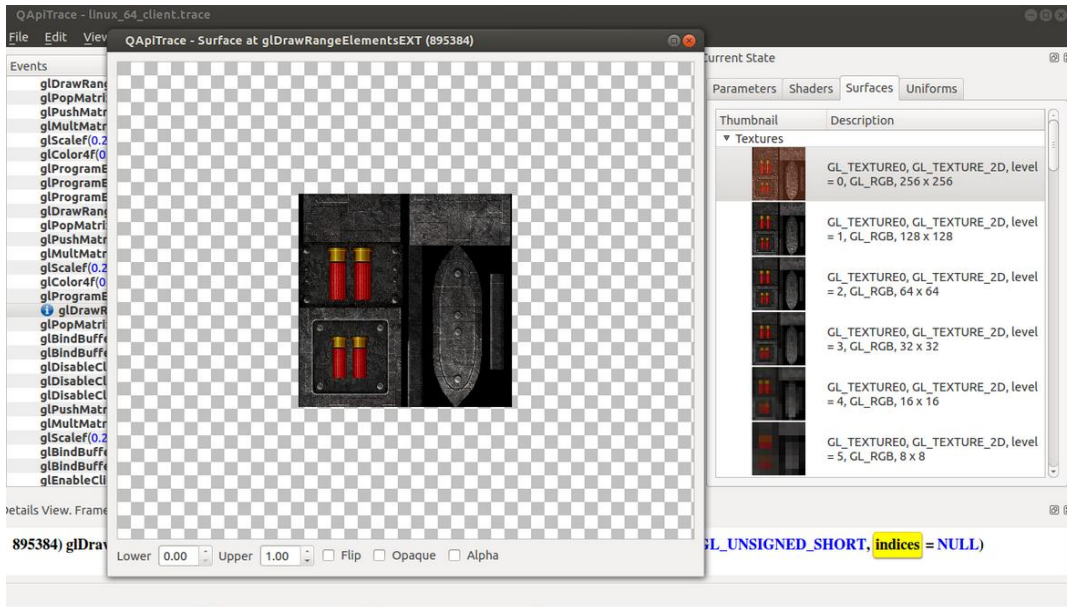 QApiTrace - linux_64_client.trace
File Edit View
QApiTrace - Surface at glDrawRangeElementsEXT (895384)
Events
glDrawRang
glPopMatri
glPushMatr
glMultMatr
glScalef(0.2
glColor4f(0
glProgramE
glProgramE
glProgramE
glDrawRang
glPopMatri
glPushMatr
glMultMatr
glScalef(0.2
glColor4f(0
glProgramE
glDrawR
glPopMatri
glBindBuffe
glBindBuffe
glDisableCl
glDisableCl
glDisableCl
glPushMatr
glMultMatr
glScalef(0.2
glBindBuffe
glBindBuffe
glEnableCli
Lower 0.00 Upper 1.00 Flip Opaque Alpha
Current State
Parameters Shaders Surfaces Uniforms
Thumbnail Description
Textures
GL_TEXTURE0, GL_TEXTURE_2D, level
= 0, GL_RGB, 256 x 256
GL_TEXTURE0, GL_TEXTURE_2D, level
= 1, GL_RGB, 128 x 128
GL_TEXTURE0, GL_TEXTURE_2D, level
= 2, GL_RGB, 64 x 64
GL_TEXTURE0, GL_TEXTURE_2D, level
= 3, GL_RGB, 32 x 32
GL_TEXTURE0, GL_TEXTURE_2D, level
= 4, GL_RGB, 16 x 16
GL_TEXTURE0, GL_TEXTURE_2D, level
= 5, GL_RGB, 8 x 8
Details View. Frame
895384) glDraw GL_UNSIGNED_SHORT, indices = NULL)